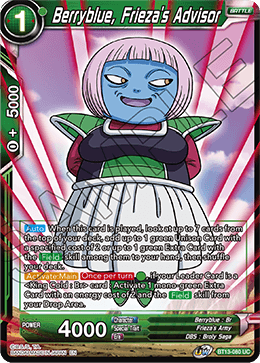 1
Berryblue, Frieza's Advisor
BATTLE
0 + 5000
Auto When this card is played, look at up to 7 cards from
the top of your deck, add up to 1 green Unison Card with
a specified cost of 2 or up to 1 green Extra Card with
the Field skill among them to your hand, then shuffle
your deck.
Activate:Main Once per turn : If your Leader Card is a
<King Cold : Br> card : Activate 1 mono-green Extra
Card with an energy cost of 2 and the Field skill from
your Drop Area.
POWER
4000
Character
Berryblue : Br
Special Trait
Frieza's Army
Era
DBS : Broly Saga
BT13-080 UC